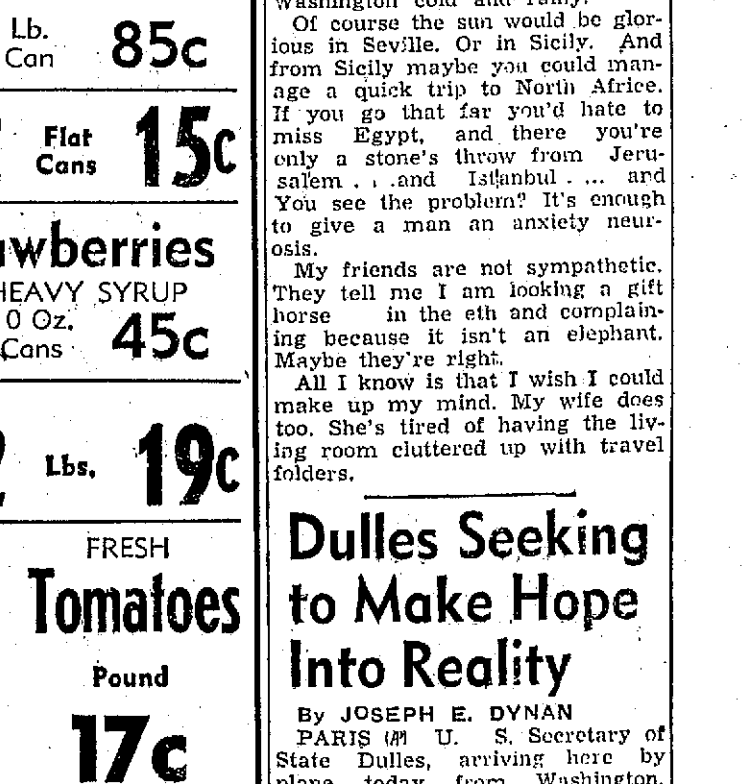 Lb.
Can 85c
Flat
Cans 15c
wberries
HEAVY SYRUP
0 Oz.
Cans 45c
Lbs. 19c
FRESH
Tomatoes
Pound
17c
Washington cold and rainy.
Of course the sun would be glor-
ious in Seville. Or in Sicily. And
from Sicily maybe you could man-
age a quick trip to North Africe.
If you go that far you'd hate to
miss Egypt, and there you're
only a stone's throw from Jeru-
salem . . .and Istanbul . ... and
You see the problem? It's enough
to give a man an anxiety neur-
osis.
My friends are not sympathetic.
They tell me I am looking a gift
horse in the eth and complain-
ing because it isn't an elephant.
Maybe they're right.
All I know is that I wish I could
make up my mind. My wife does
too. She's tired of having the liv-
ing room cluttered up with travel
folders.
Dulles Seeking
to Make Hope
Into Reality
By JOSEPH E. DYNAN
PARIS (AP) U. S. Secretary of
State Dulles, arriving here by
plane today from Washington,